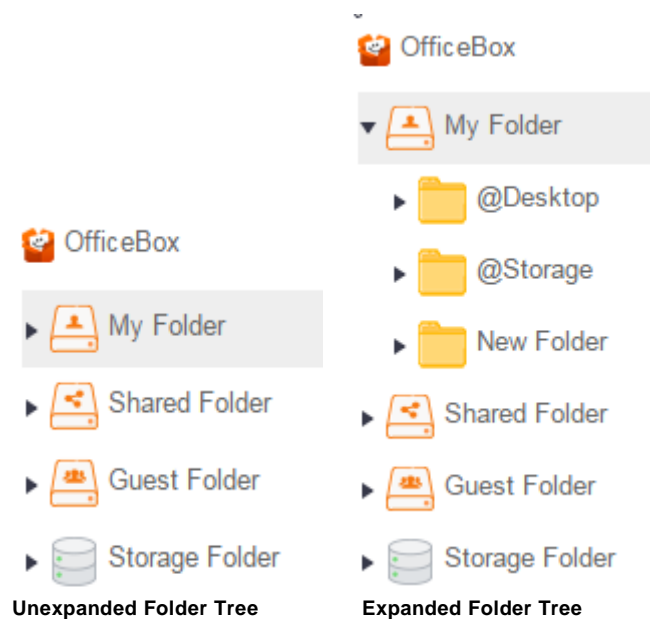 OfficeBox
My Folder
Shared Folder
Guest Folder
Storage Folder
Unexpanded Folder Tree
OfficeBox
My Folder
@Desktop
@Storage
New Folder
Shared Folder
Guest Folder
Storage Folder
Expanded Folder Tree